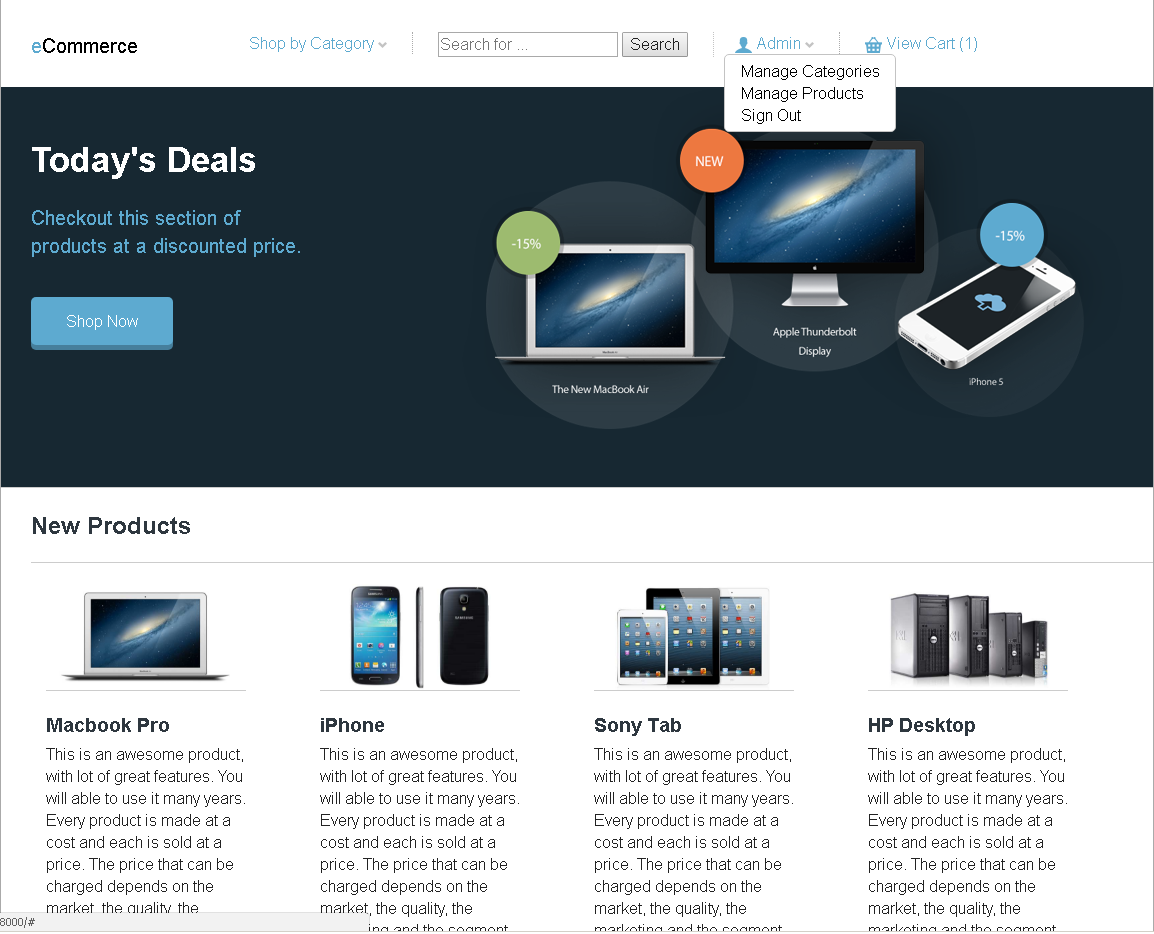 eCommerce
Shop by Category
Search for ...
Search
Admin
View Cart (1)
Manage Categories
Manage Products
Sign Out
Today's Deals
Checkout this section of
products at a discounted price.
Shop Now
NEW
-15%
-15%
Apple Thunderbolt
Display
iPhone 5
The New MacBook Air
New Products
Macbook Pro
This is an awesome product,
with lot of great features. You
will able to use it many years.
Every product is made at a
cost and each is sold at a
price. The price that can be
charged depends on the
market, the quality, the
iPhone
This is an awesome product,
with lot of great features. You
will able to use it many years.
Every product is made at a
cost and each is sold at a
price. The price that can be
charged depends on the
market, the quality, the
marketing and the segment
Sony Tab
This is an awesome product,
with lot of great features. You
will able to use it many years.
Every product is made at a
cost and each is sold at a
price. The price that can be
charged depends on the
market, the quality, the
marketing and the segment
HP Desktop
This is an awesome product,
with lot of great features. You
will able to use it many years.
Every product is made at a
cost and each is sold at a
price. The price that can be
charged depends on the
market, the quality, the
marketing and the segment
8000/#